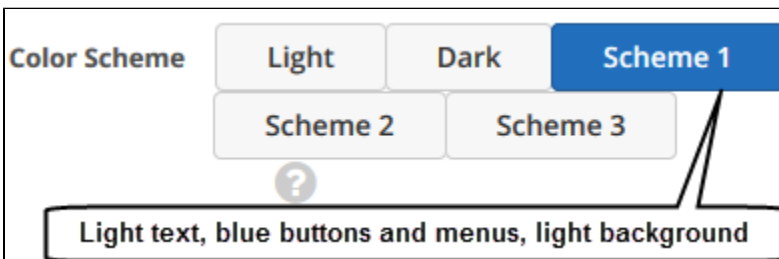 Color Scheme Light Dark Scheme 1
Scheme 2 Scheme 3
?
Light text, blue buttons and menus, light background